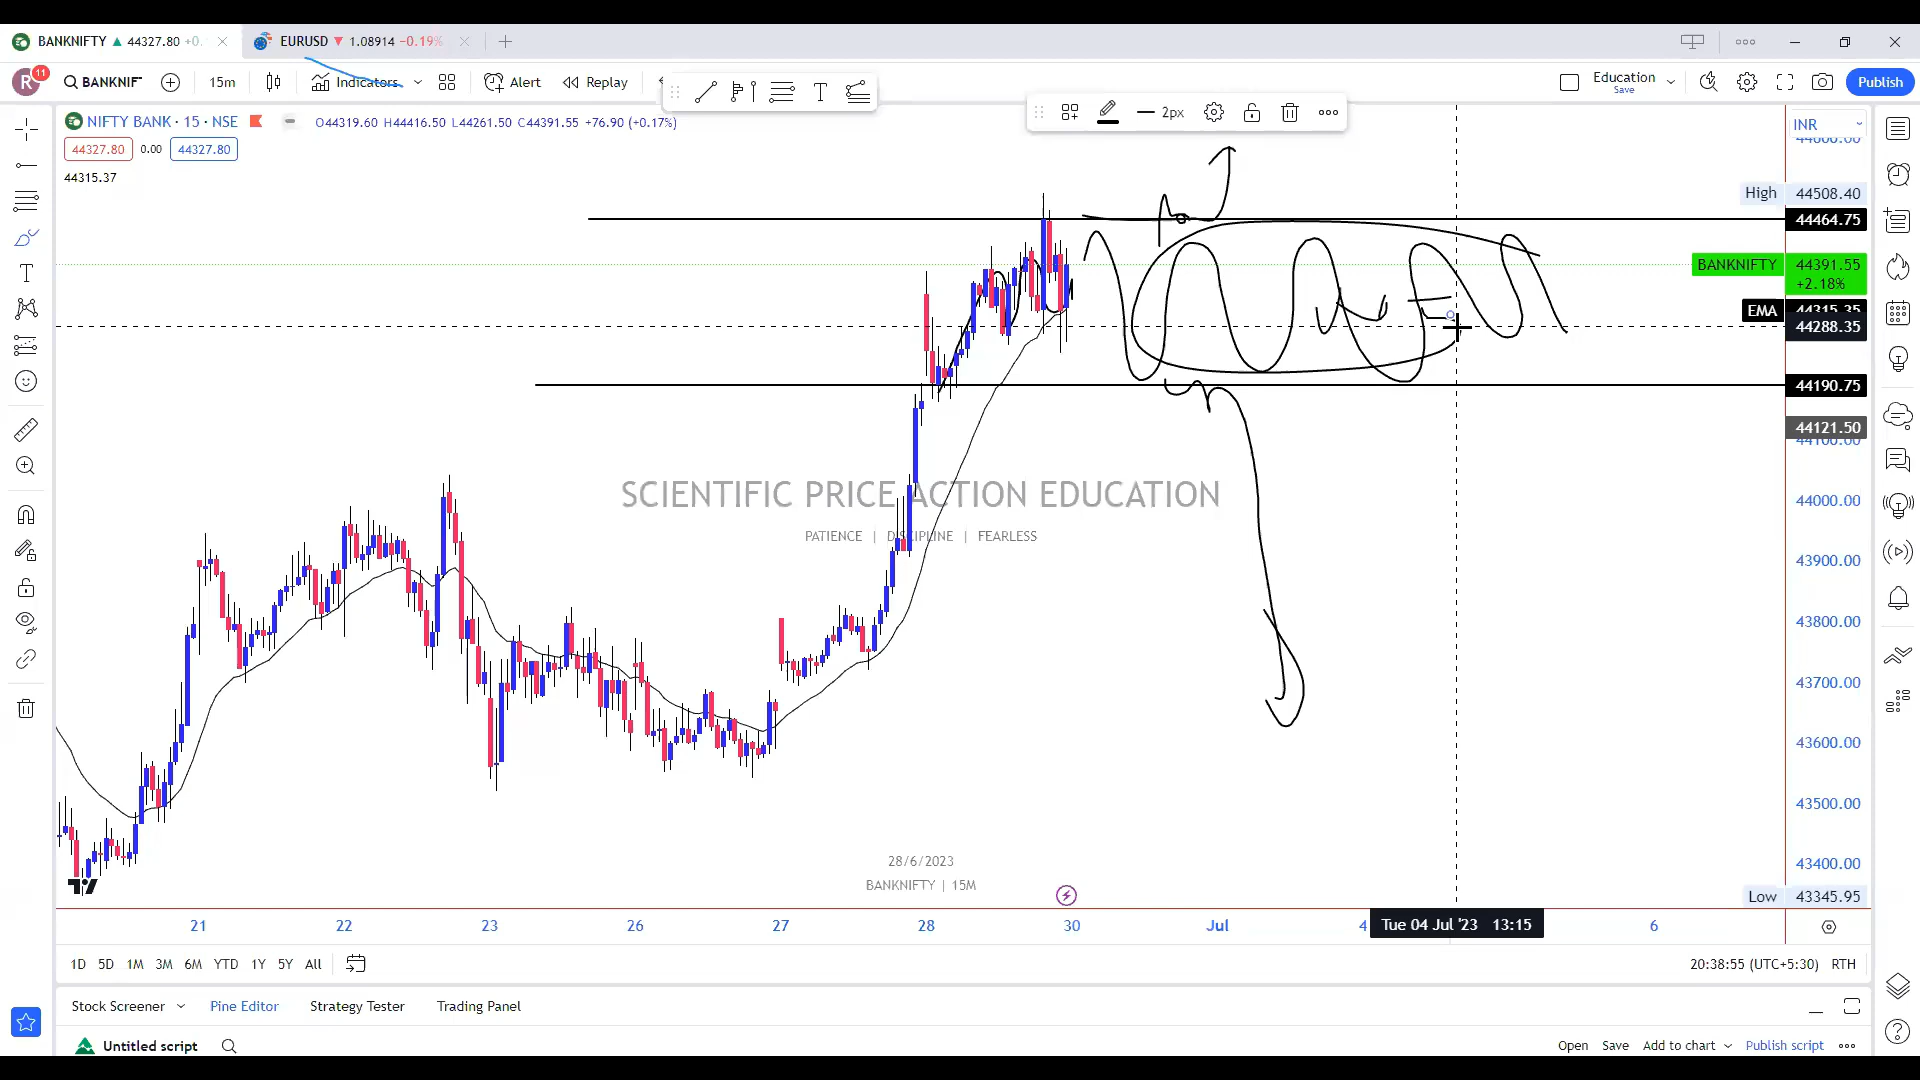 BANKNIFTY ▲ 44327.80 +0.
EURUSD ▼ 1.08914 −0.19%
R 11 BANKNIF 15m Indicators Alert Replay
T
2px
Education
Save
Publish
NIFTY BANK · 15 · NSE
O44319.60 H44416.50 L44261.50 C44391.55 +76.90 (+0.17%)
INR
44327.80 0.00 44327.80
44315.37
High 44508.40
44464.75
BANKNIFTY 44391.55
+2.18%
EMA 44315.35
44288.35
44190.75
44121.50
44100.00
44000.00
43900.00
43800.00
43700.00
43600.00
43500.00
43400.00
Low 43345.95
SCIENTIFIC PRICE ACTION EDUCATION
PATIENCE | DISCIPLINE | FEARLESS
28/6/2023
BANKNIFTY | 15M
21 22 23 26 27 28 30 Jul 4 Tue 04 Jul '23 13:15 6
1D 5D 1M 3M 6M YTD 1Y 5Y All
20:38:55 (UTC+5:30) RTH
Stock Screener Pine Editor Strategy Tester Trading Panel
Untitled script
Open Save Add to chart Publish script